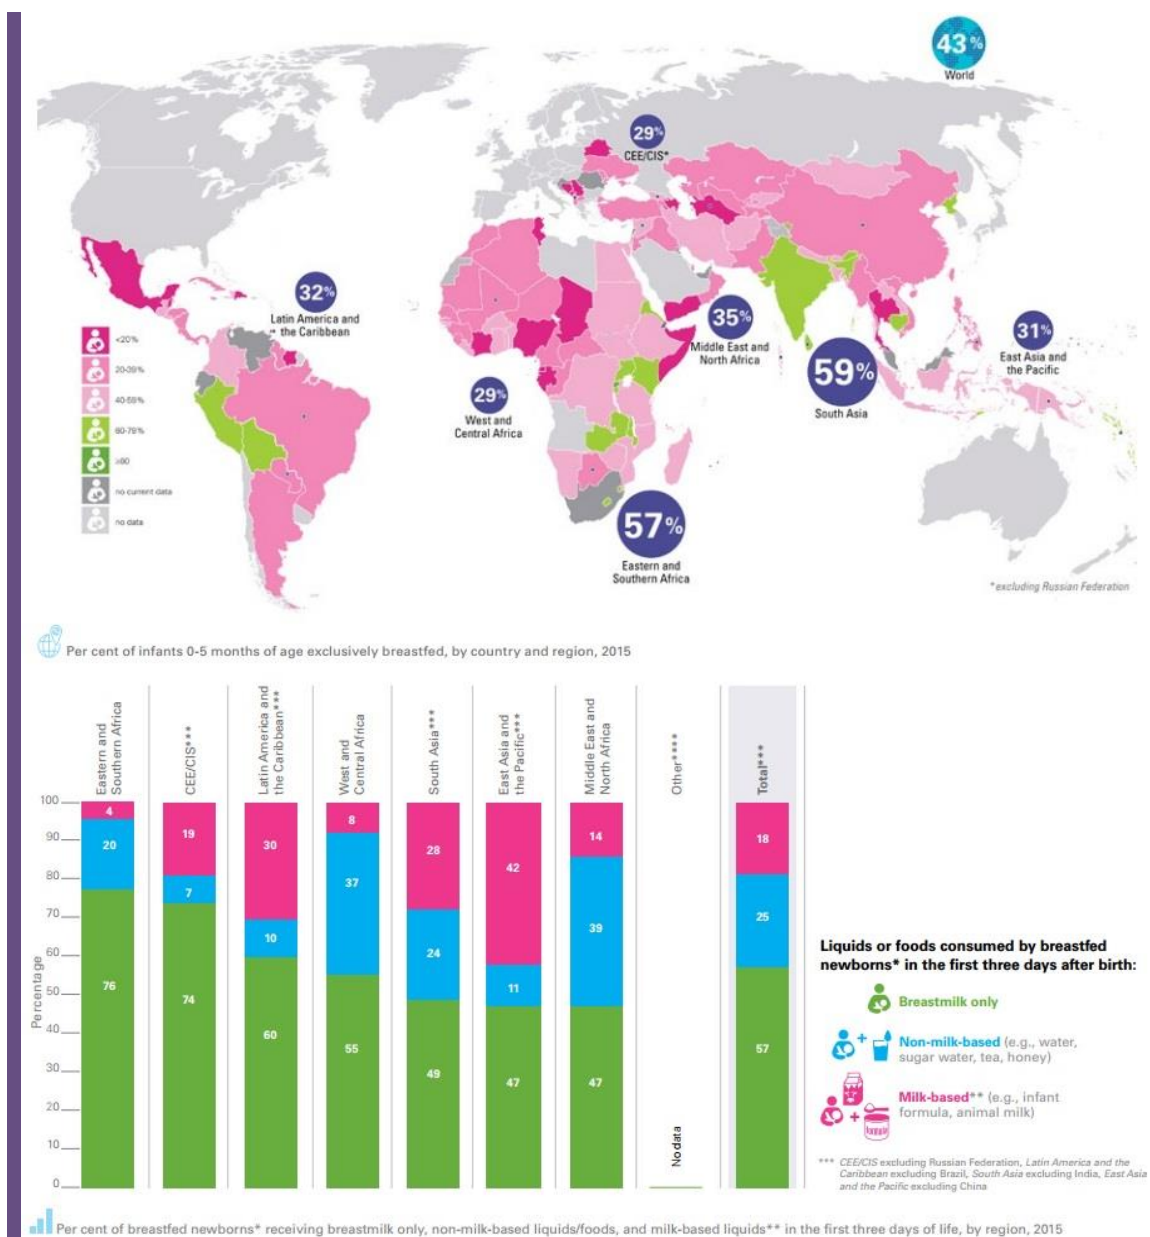 43%
World
29%
CEE/CIS*
32%
Latin America and
the Caribbean
35%
Middle East and
North Africa
31%
East Asia and
the Pacific
59%
South Asia
29%
West and
Central Africa
57%
Eastern and
Southern Africa
<20%
20-39%
40-59%
60-79%
≥80
no current data
no data
*excluding Russian Federation
Per cent of infants 0-5 months of age exclusively breastfed, by country and region, 2015
Eastern and
Southern Africa
CEE/CIS***
Latin America and
the Caribbean***
West and
Central Africa
South Asia***
East Asia and
the Pacific***
Middle East and
North Africa
Other****
Total***
Percentage
100
90
80
70
60
50
40
30
20
10
0
4
20
76
19
7
74
30
10
60
8
37
55
28
24
49
42
11
47
14
39
47
No data
18
25
57
Liquids or foods consumed by breastfed
newborns* in the first three days after birth:
Breastmilk only
Non-milk-based (e.g., water,
sugar water, tea, honey)
Milk-based** (e.g., infant
formula, animal milk)
formula
*** CEE/CIS excluding Russian Federation, Latin America and the
Caribbean excluding Brazil, South Asia excluding India, East Asia
and the Pacific excluding China
Per cent of breastfed newborns* receiving breastmilk only, non-milk-based liquids/foods, and milk-based liquids** in the first three days of life, by region, 2015